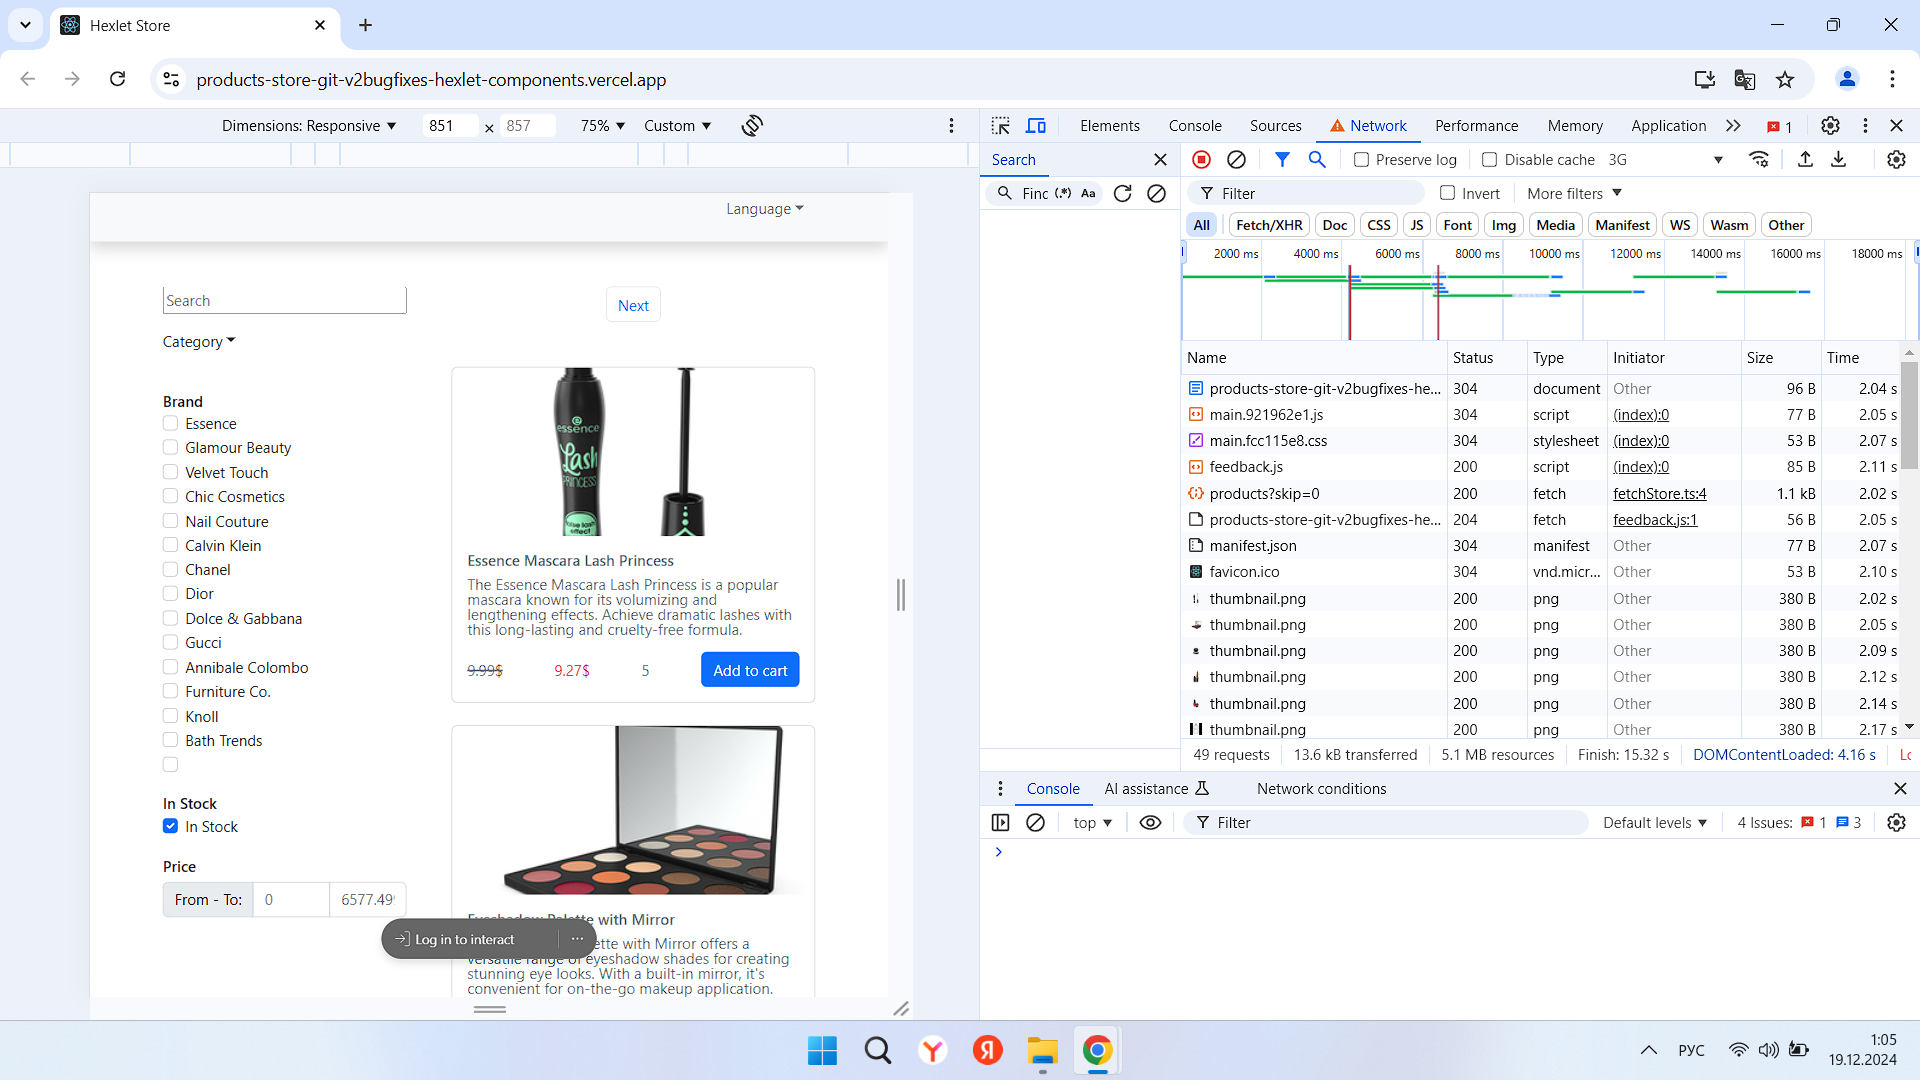 Hexlet Store
products-store-git-v2bugfixes-hexlet-components.vercel.app
Dimensions: Responsive 851 × 857 75% Custom
Language
Search
Next
Category
Brand
Essence
Glamour Beauty
Velvet Touch
Chic Cosmetics
Nail Couture
Calvin Klein
Chanel
Dior
Dolce & Gabbana
Gucci
Annibale Colombo
Furniture Co.
Knoll
Bath Trends
In Stock
In Stock
Price
From - To: 0 6577.49
essence
Lash
PRINCESS
false lash
effect
Essence Mascara Lash Princess
The Essence Mascara Lash Princess is a popular
mascara known for its volumizing and
lengthening effects. Achieve dramatic lashes with
this long-lasting and cruelty-free formula.
9.99$ 9.27$ 5 Add to cart
with Mirror
with Mirror offers a
eyeshadow shades for creating
stunning eye looks. With a built-in mirror, it's
convenient for on-the-go makeup application.
Log in to interact
Elements Console Sources Network Performance Memory Application 1
Search
Finc (.*) Aa
Preserve log Disable cache 3G
Filter Invert More filters
All Fetch/XHR Doc CSS JS Font Img Media Manifest WS Wasm Other
2000 ms 4000 ms 6000 ms 8000 ms 10000 ms 12000 ms 14000 ms 16000 ms 18000 ms
Name Status Type Initiator Size Time
products-store-git-v2bugfixes-he... 304 document Other 96 B 2.04 s
main.921962e1.js 304 script (index):0 77 B 2.05 s
main.fcc115e8.css 304 stylesheet (index):0 53 B 2.07 s
feedback.js 200 script (index):0 85 B 2.11 s
products?skip=0 200 fetch fetchStore.ts:4 1.1 kB 2.02 s
products-store-git-v2bugfixes-he... 204 fetch feedback.js:1 56 B 2.05 s
manifest.json 304 manifest Other 77 B 2.07 s
favicon.ico 304 vnd.micr... Other 53 B 2.10 s
thumbnail.png 200 png Other 380 B 2.02 s
thumbnail.png 200 png Other 380 B 2.05 s
thumbnail.png 200 png Other 380 B 2.09 s
thumbnail.png 200 png Other 380 B 2.12 s
thumbnail.png 200 png Other 380 B 2.14 s
thumbnail.png 200 png Other 380 B 2.17 s
49 requests 13.6 kB transferred 5.1 MB resources Finish: 15.32 s DOMContentLoaded: 4.16 s Lc
Console AI assistance Network conditions
top Filter Default levels 4 Issues: 1 3
РУС
1:05
19.12.2024